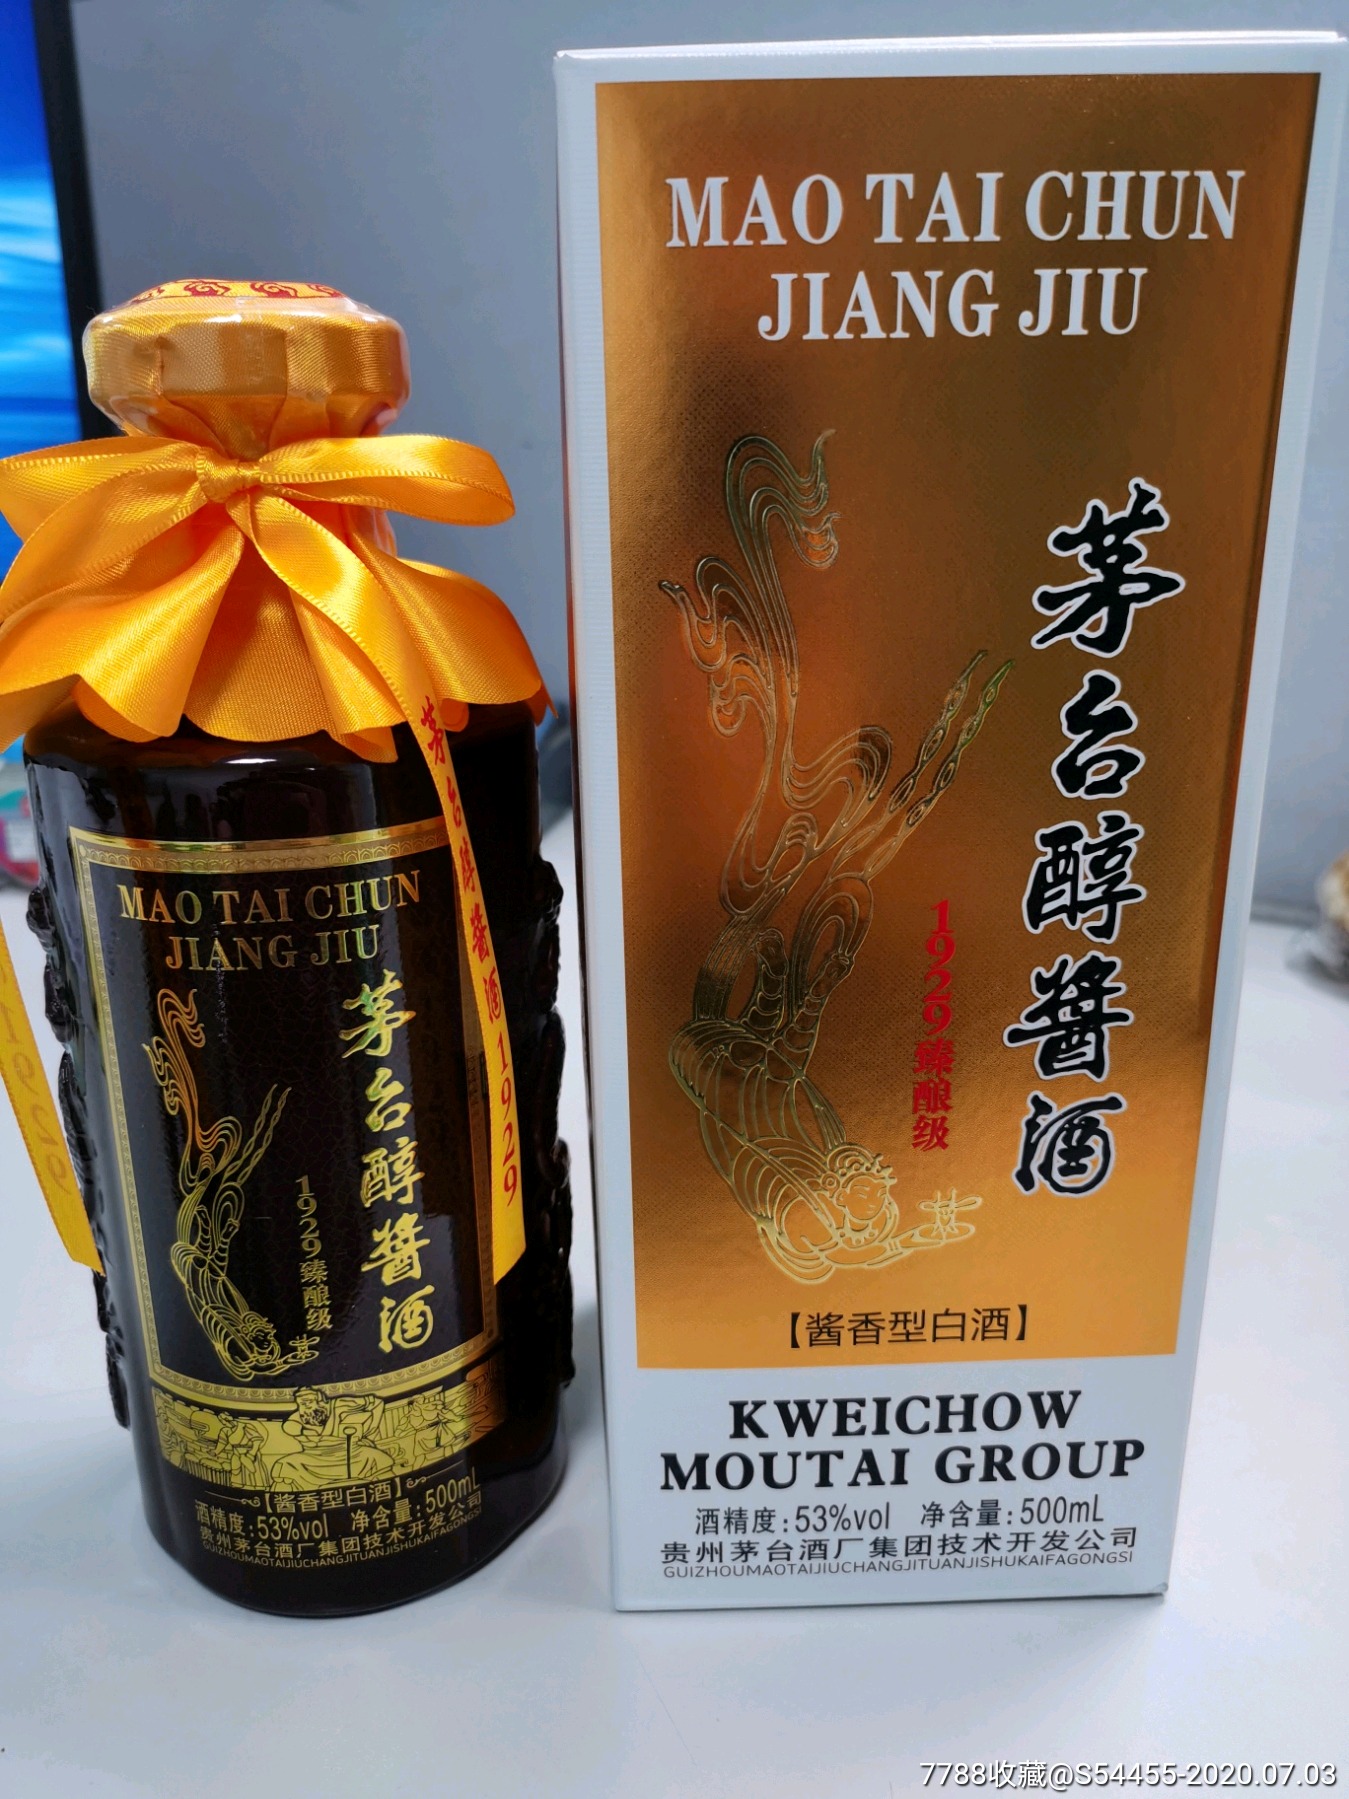 MAO TAI CHUN
JIANG JIU
茅台醇醬酒
1929臻酿级
【酱香型白酒】
KWEICHOW
MOUTAI GROUP
酒精度:53%vol 净含量:500mL
贵州茅台酒厂集团技术开发公司
GUIZHOUMAOTAIJIUCHANGJITUANJISHUKAIFAGONGSI
茅台醇醬酒1929
1929
MAO TAI CHUN
JIANG JIU
茅台醇醬酒
1929臻酿级
【酱香型白酒】
酒精度:53%vol 净含量:500mL
贵州茅台酒厂集团技术开发公司
GUIZHOUMAOTAIJIUCHANGJITUANJISHUKAIFAGONGSI
7788收藏@S54455-2020.07.03